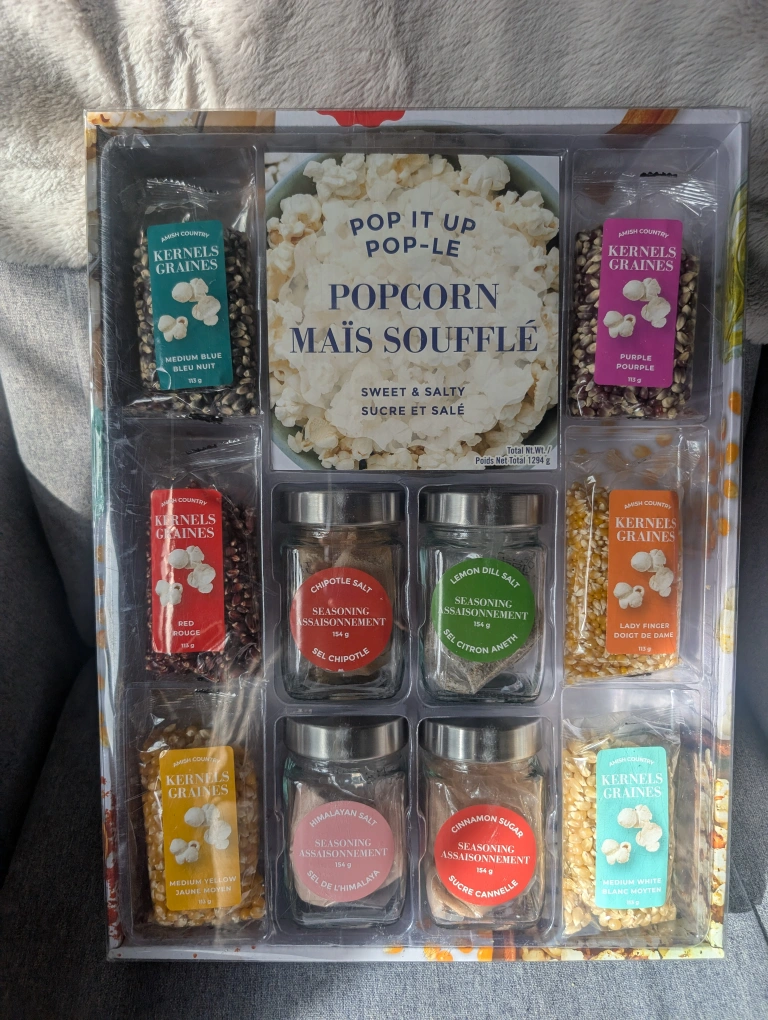 POP IT UP
POP-LE
POPCORN
MAÏS SOUFFLÉ
SWEET & SALTY
SUCRE ET SALÉ
Total Nt.Wt. /
Poids Net Total 1294 g
AMISH COUNTRY
KERNELS
GRAINES
MEDIUM BLUE
BLEU NUIT
113 g
AMISH COUNTRY
KERNELS
GRAINES
PURPLE
POURPLE
113 g
AMISH COUNTRY
KERNELS
GRAINES
RED
ROUGE
113 g
CHIPOTLE SALT
SEASONING
ASSAISONNEMENT
154 g
SEL CHIPOTLE
LEMON DILL SALT
SEASONING
ASSAISONNEMENT
154 g
SEL CITRON ANETH
AMISH COUNTRY
KERNELS
GRAINES
LADY FINGER
DOIGT DE DAME
113 g
AMISH COUNTRY
KERNELS
GRAINES
MEDIUM YELLOW
JAUNE MOYEN
113 g
HIMALAYAN SALT
SEASONING
ASSAISONNEMENT
154 g
SEL DE L'HIMALAYA
CINNAMON SUGAR
SEASONING
ASSAISONNEMENT
154 g
SUCRE CANNELLE
AMISH COUNTRY
KERNELS
GRAINES
MEDIUM WHITE
BLANC MOYTEN
113 g